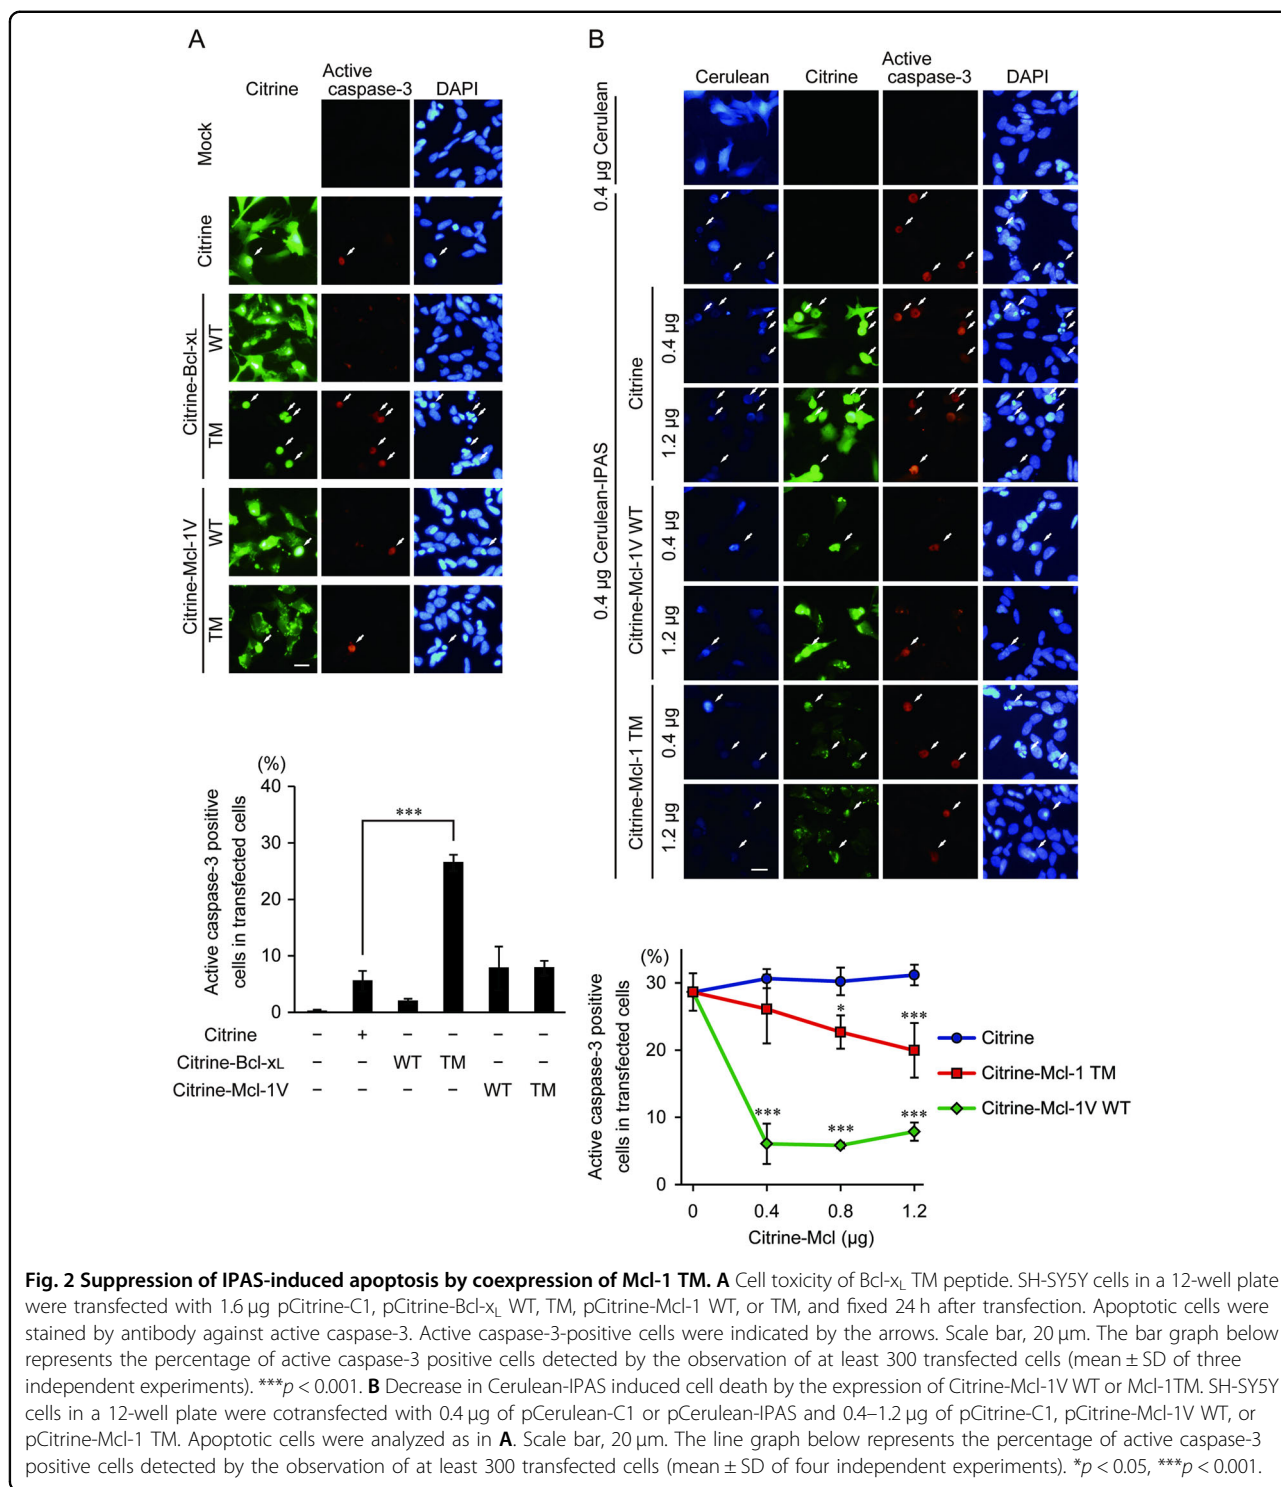 A
Citrine
Active caspase-3
DAPI
Mock
Citrine
Citrine-Bcl-xL
WT
TM
Citrine-Mcl-1V
WT
TM
(%)
Active caspase-3 positive
cells in transfected cells
40
30
20
10
0
***
Citrine – + – – – –
Citrine-Bcl-xL – – WT TM – –
Citrine-Mcl-1V – – – – WT TM
B
Cerulean
Citrine
Active caspase-3
DAPI
0.4 µg Cerulean
0.4 µg Cerulean-IPAS
Citrine
0.4 µg
1.2 µg
Citrine-Mcl-1V WT
0.4 µg
1.2 µg
Citrine-Mcl-1 TM
0.4 µg
1.2 µg
(%)
Active caspase-3 positive
cells in transfected cells
30
20
10
0
*
***
***
***
***
0 0.4 0.8 1.2
Citrine-Mcl (µg)
Citrine
Citrine-Mcl-1 TM
Citrine-Mcl-1V WT
Fig. 2 Suppression of IPAS-induced apoptosis by coexpression of Mcl-1 TM. A Cell toxicity of Bcl-xL TM peptide. SH-SY5Y cells in a 12-well plate
were transfected with 1.6 µg pCitrine-C1, pCitrine-Bcl-xL WT, TM, pCitrine-Mcl-1 WT, or TM, and fixed 24 h after transfection. Apoptotic cells were
stained by antibody against active caspase-3. Active caspase-3-positive cells were indicated by the arrows. Scale bar, 20 µm. The bar graph below
represents the percentage of active caspase-3 positive cells detected by the observation of at least 300 transfected cells (mean ± SD of three
independent experiments). ***p < 0.001. B Decrease in Cerulean-IPAS induced cell death by the expression of Citrine-Mcl-1V WT or Mcl-1TM. SH-SY5Y
cells in a 12-well plate were cotransfected with 0.4 µg of pCerulean-C1 or pCerulean-IPAS and 0.4–1.2 µg of pCitrine-C1, pCitrine-Mcl-1V WT, or
pCitrine-Mcl-1 TM. Apoptotic cells were analyzed as in A. Scale bar, 20 µm. The line graph below represents the percentage of active caspase-3
positive cells detected by the observation of at least 300 transfected cells (mean ± SD of four independent experiments). *p < 0.05, ***p < 0.001.